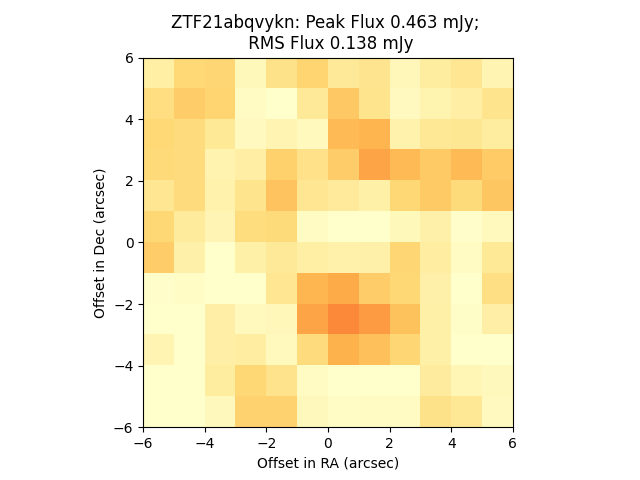 ZTF21abqvykn: Peak Flux 0.463 mJy;
RMS Flux 0.138 mJy
6
4
2
0
−2
−4
−6
Offset in Dec (arcsec)
−6 −4 −2 0 2 4 6
Offset in RA (arcsec)